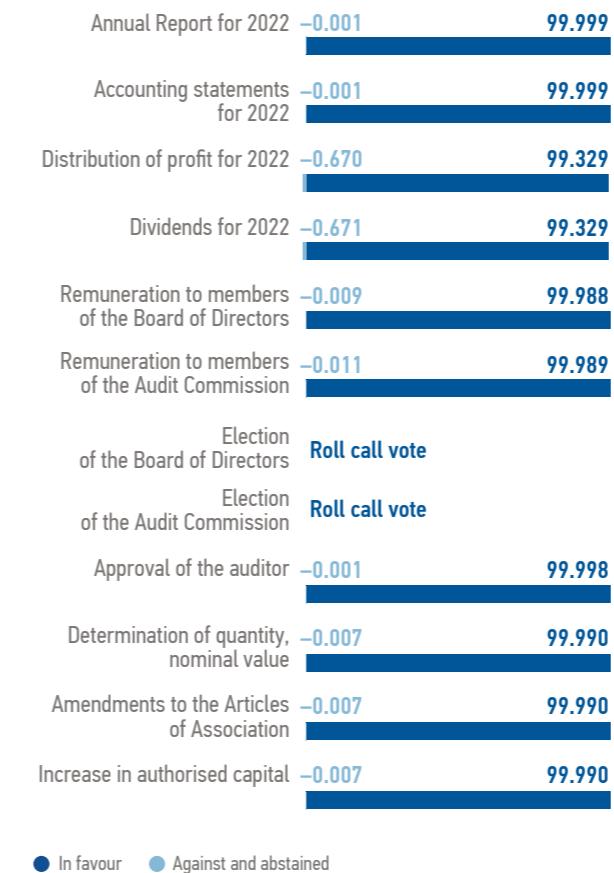 Annual Report for 2022 –0.001 99.999
Accounting statements –0.001 99.999
for 2022
Distribution of profit for 2022 –0.670 99.329
Dividends for 2022 –0.671 99.329
Remuneration to members –0.009 99.988
of the Board of Directors
Remuneration to members –0.011 99.989
of the Audit Commission
Election
of the Board of Directors
Roll call vote
Election
of the Audit Commission
Roll call vote
Approval of the auditor –0.001 99.998
Determination of quantity, –0.007 99.990
nominal value
Amendments to the Articles –0.007 99.990
of Association
Increase in authorised capital –0.007 99.990
In favour Against and abstained